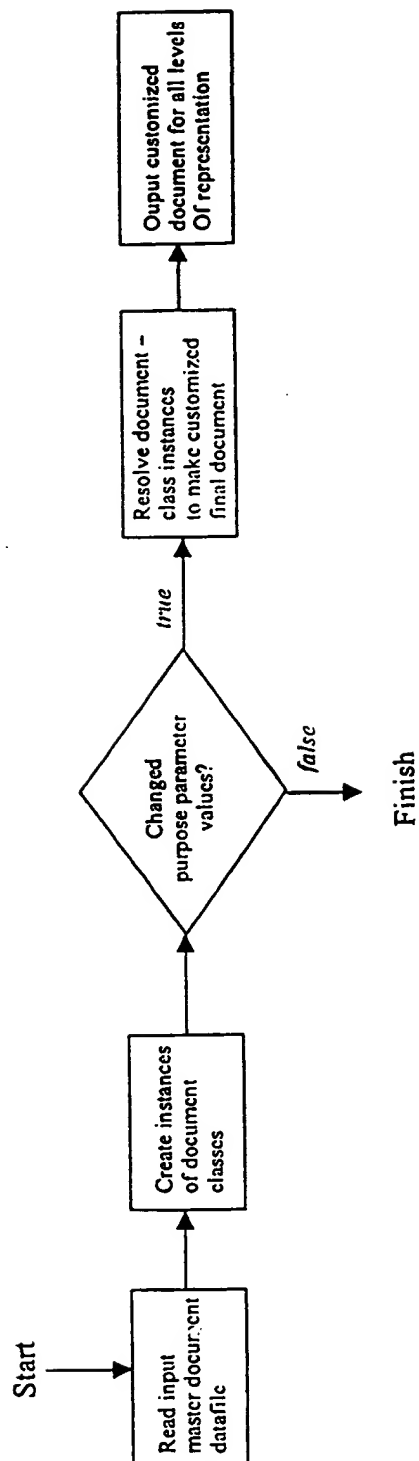 Start
Read input
master document
datafile
Create instances
of document
classes
Changed
purpose parameter
values?
true
false
Finish
Resolve document –
class instances
to make customized
final document
Ouput customized
document for all levels
Of representation